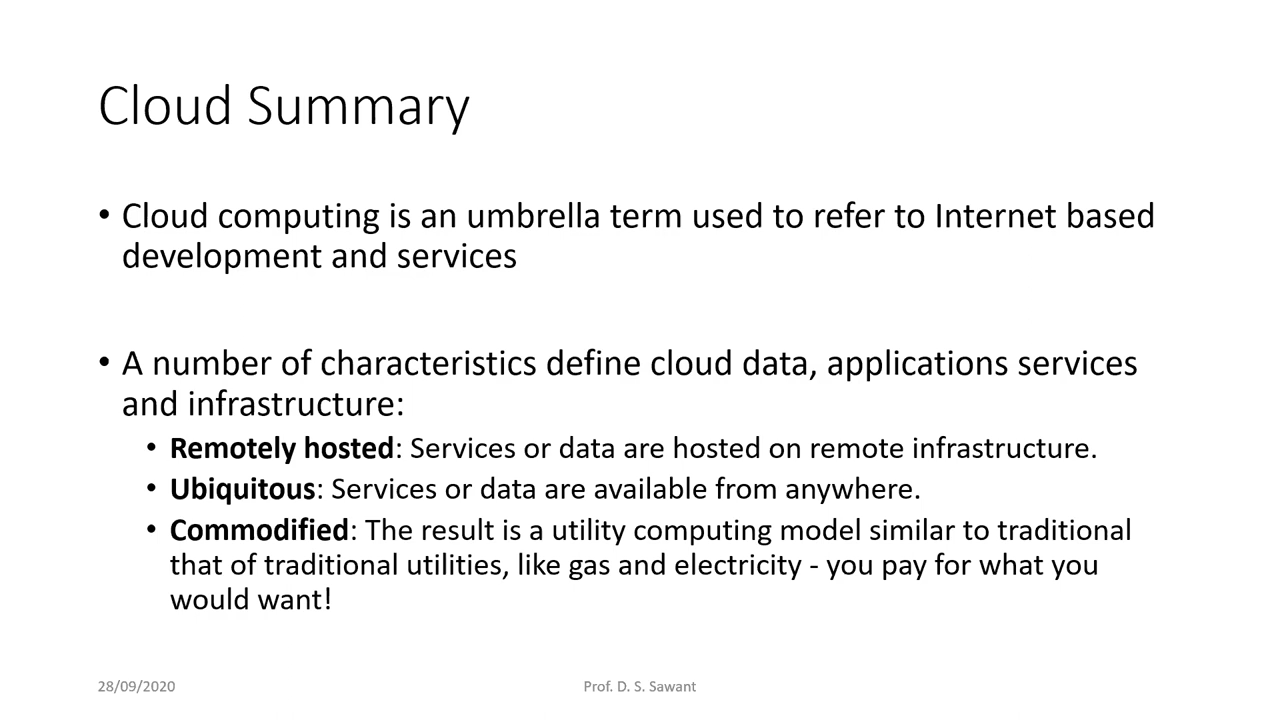 Cloud Summary
• Cloud computing is an umbrella term used to refer to Internet based
development and services
• A number of characteristics define cloud data, applications services
and infrastructure:
• Remotely hosted: Services or data are hosted on remote infrastructure.
• Ubiquitous: Services or data are available from anywhere.
• Commodified: The result is a utility computing model similar to traditional
that of traditional utilities, like gas and electricity - you pay for what you
would want!
28/09/2020
Prof. D. S. Sawant